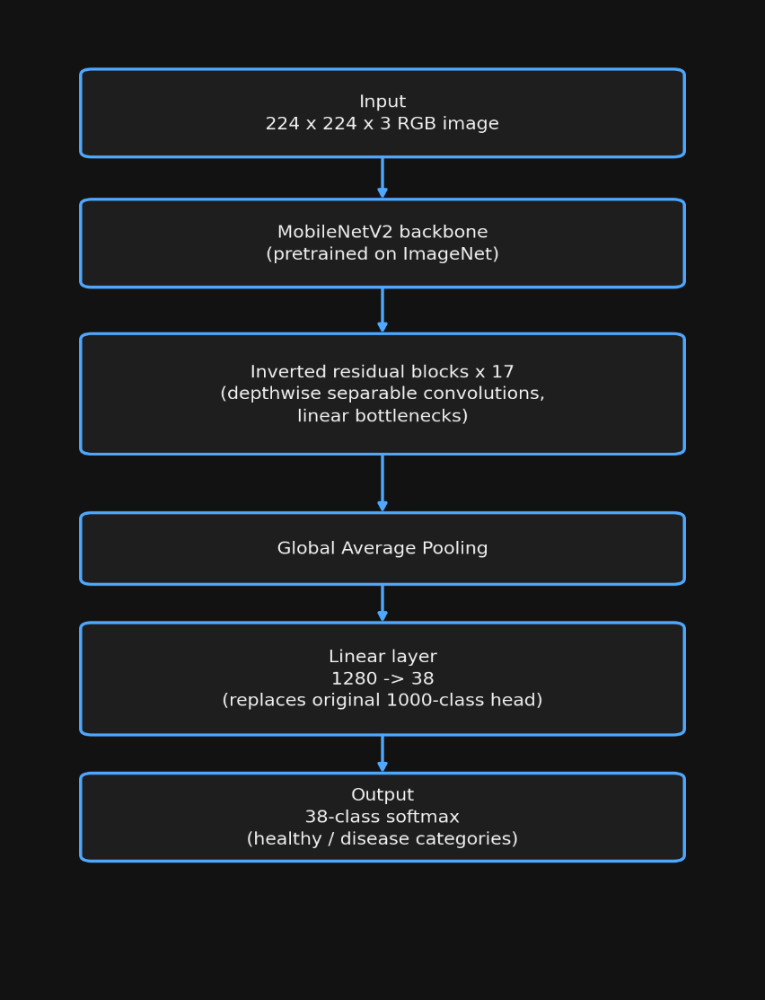 Input
224 x 224 x 3 RGB image
MobileNetV2 backbone
(pretrained on ImageNet)
Inverted residual blocks x 17
(depthwise separable convolutions,
linear bottlenecks)
Global Average Pooling
Linear layer
1280 -> 38
(replaces original 1000-class head)
Output
38-class softmax
(healthy / disease categories)